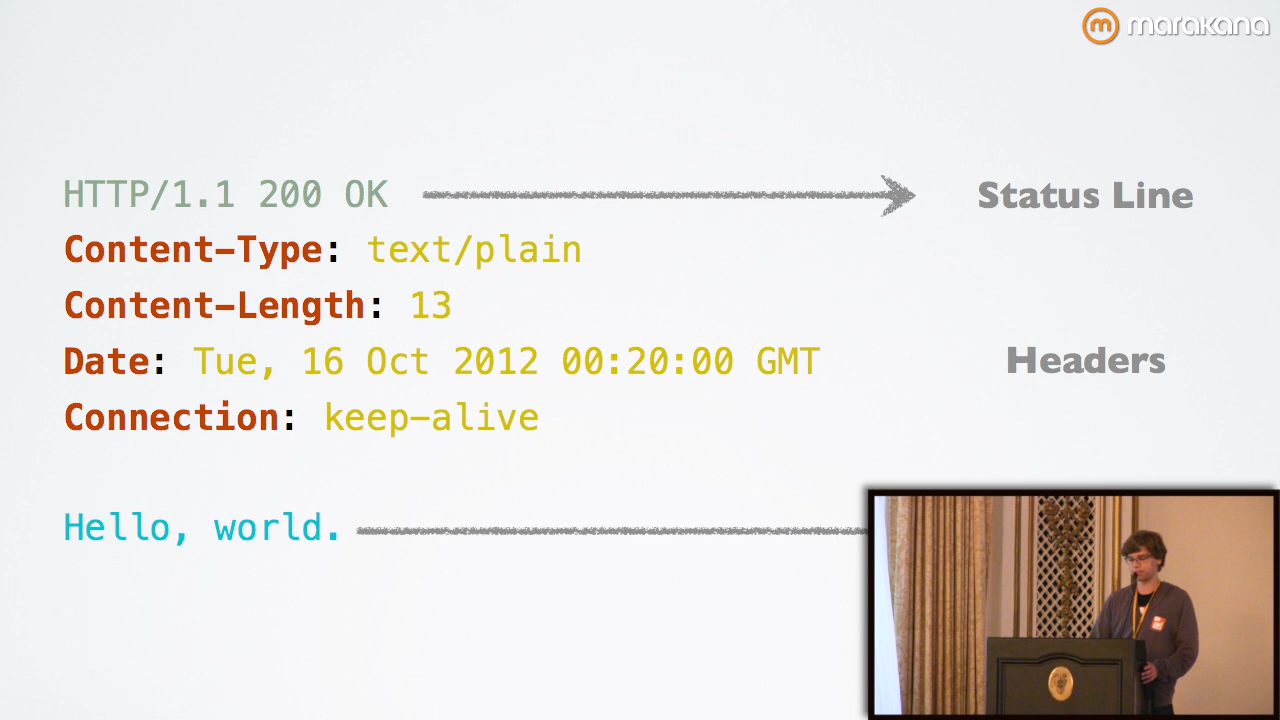 marakana
HTTP/1.1 200 OK
Status Line
Content-Type: text/plain
Content-Length: 13
Date: Tue, 16 Oct 2012 00:20:00 GMT
Headers
Connection: keep-alive
Hello, world.